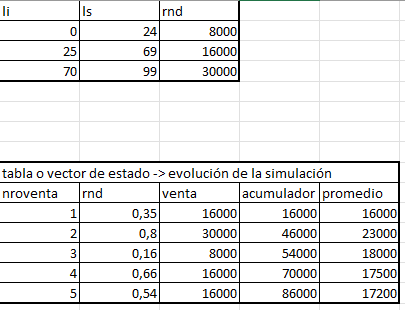 li ls rnd
0 24 8000
25 69 16000
70 99 30000
tabla o vector de estado -> evolución de la simulación
nroventa rnd venta acumulador promedio
1 0,35 16000 16000 16000
2 0,8 30000 46000 23000
3 0,16 8000 54000 18000
4 0,66 16000 70000 17500
5 0,54 16000 86000 17200